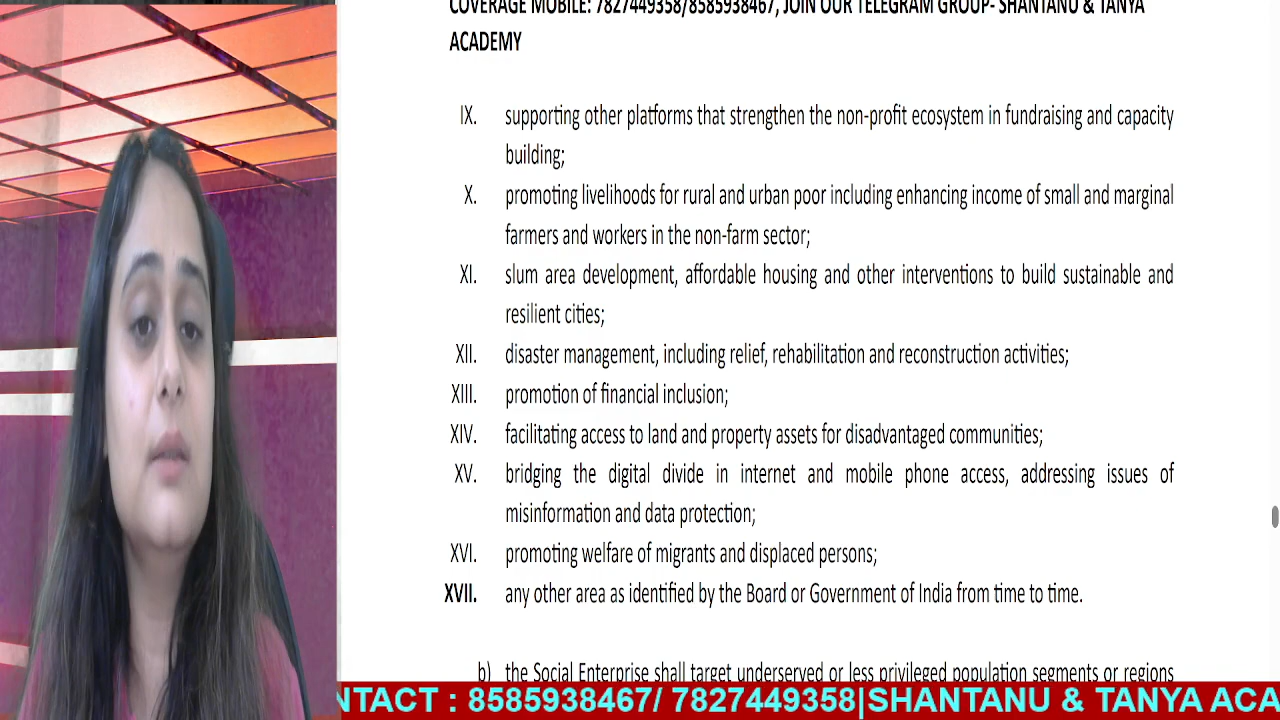 COVERAGE MOBILE: 7827449358/8585938467, JOIN OUR TELEGRAM GROUP- SHANTANU & TANYA
ACADEMY
IX. supporting other platforms that strengthen the non-profit ecosystem in fundraising and capacity
building;
X. promoting livelihoods for rural and urban poor including enhancing income of small and marginal
farmers and workers in the non-farm sector;
XI. slum area development, affordable housing and other interventions to build sustainable and
resilient cities;
XII. disaster management, including relief, rehabilitation and reconstruction activities;
XIII. promotion of financial inclusion;
XIV. facilitating access to land and property assets for disadvantaged communities;
XV. bridging the digital divide in internet and mobile phone access, addressing issues of
misinformation and data protection;
XVI. promoting welfare of migrants and displaced persons;
XVII. any other area as identified by the Board or Government of India from time to time.
b) the Social Enterprise shall target underserved or less privileged population segments or regions
NTACT : 8585938467/ 7827449358|SHANTANU & TANYA ACA